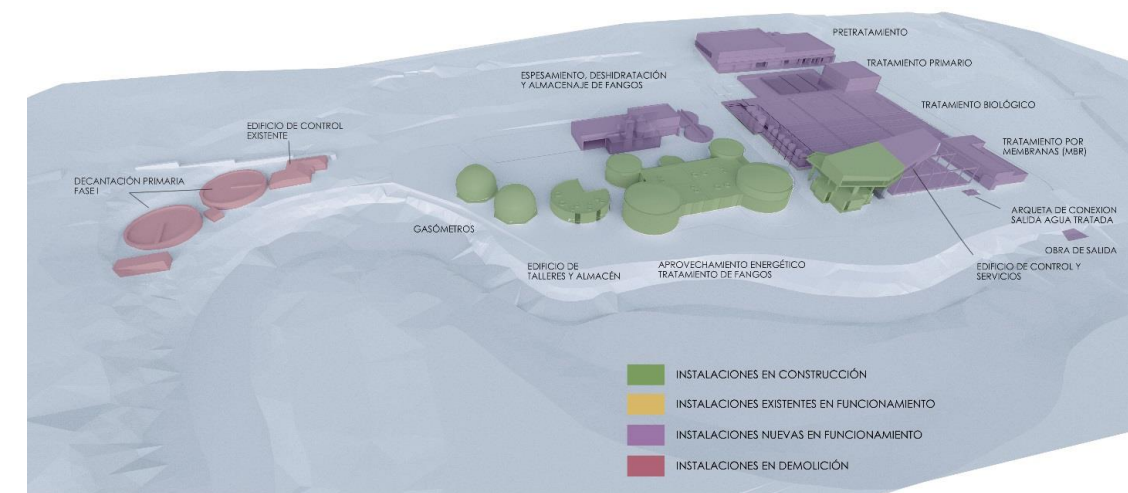 PRETRATAMIENTO
TRATAMIENTO PRIMARIO
ESPESAMIENTO, DESHIDRATACIÓN
Y ALMACENAJE DE FANGOS
TRATAMIENTO BIOLÓGICO
EDIFICIO DE CONTROL
EXISTENTE
TRATAMIENTO POR
MEMBRANAS (MBR)
DECANTACIÓN PRIMARIA
FASE I
ARQUETA DE CONEXION
SALIDA AGUA TRATADA
GASÓMETROS
OBRA DE SALIDA
EDIFICIO DE
TALLERES Y ALMACÉN
APROVECHAMIENTO ENERGÉTICO
TRATAMIENTO DE FANGOS
EDIFICIO DE CONTROL Y
SERVICIOS
INSTALACIONES EN CONSTRUCCIÓN
INSTALACIONES EXISTENTES EN FUNCIONAMIENTO
INSTALACIONES NUEVAS EN FUNCIONAMIENTO
INSTALACIONES EN DEMOLICIÓN